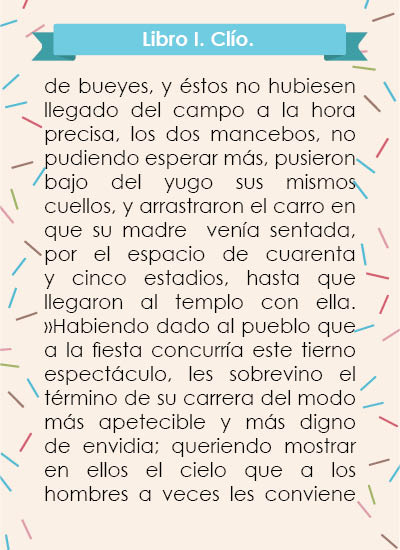 Libro I. Clío.
de bueyes, y éstos no hubiesen
llegado del campo a la hora
precisa, los dos mancebos, no
pudiendo esperar más, pusieron
bajo del yugo sus mismos
cuellos, y arrastraron el carro en
que su madre venía sentada,
por el espacio de cuarenta
y cinco estadios, hasta que
llegaron al templo con ella.
»Habiendo dado al pueblo que
a la fiesta concurría este tierno
espectáculo, les sobrevino el
término de su carrera del modo
más apetecible y más digno
de envidia; queriendo mostrar
en ellos el cielo que a los
hombres a veces les conviene